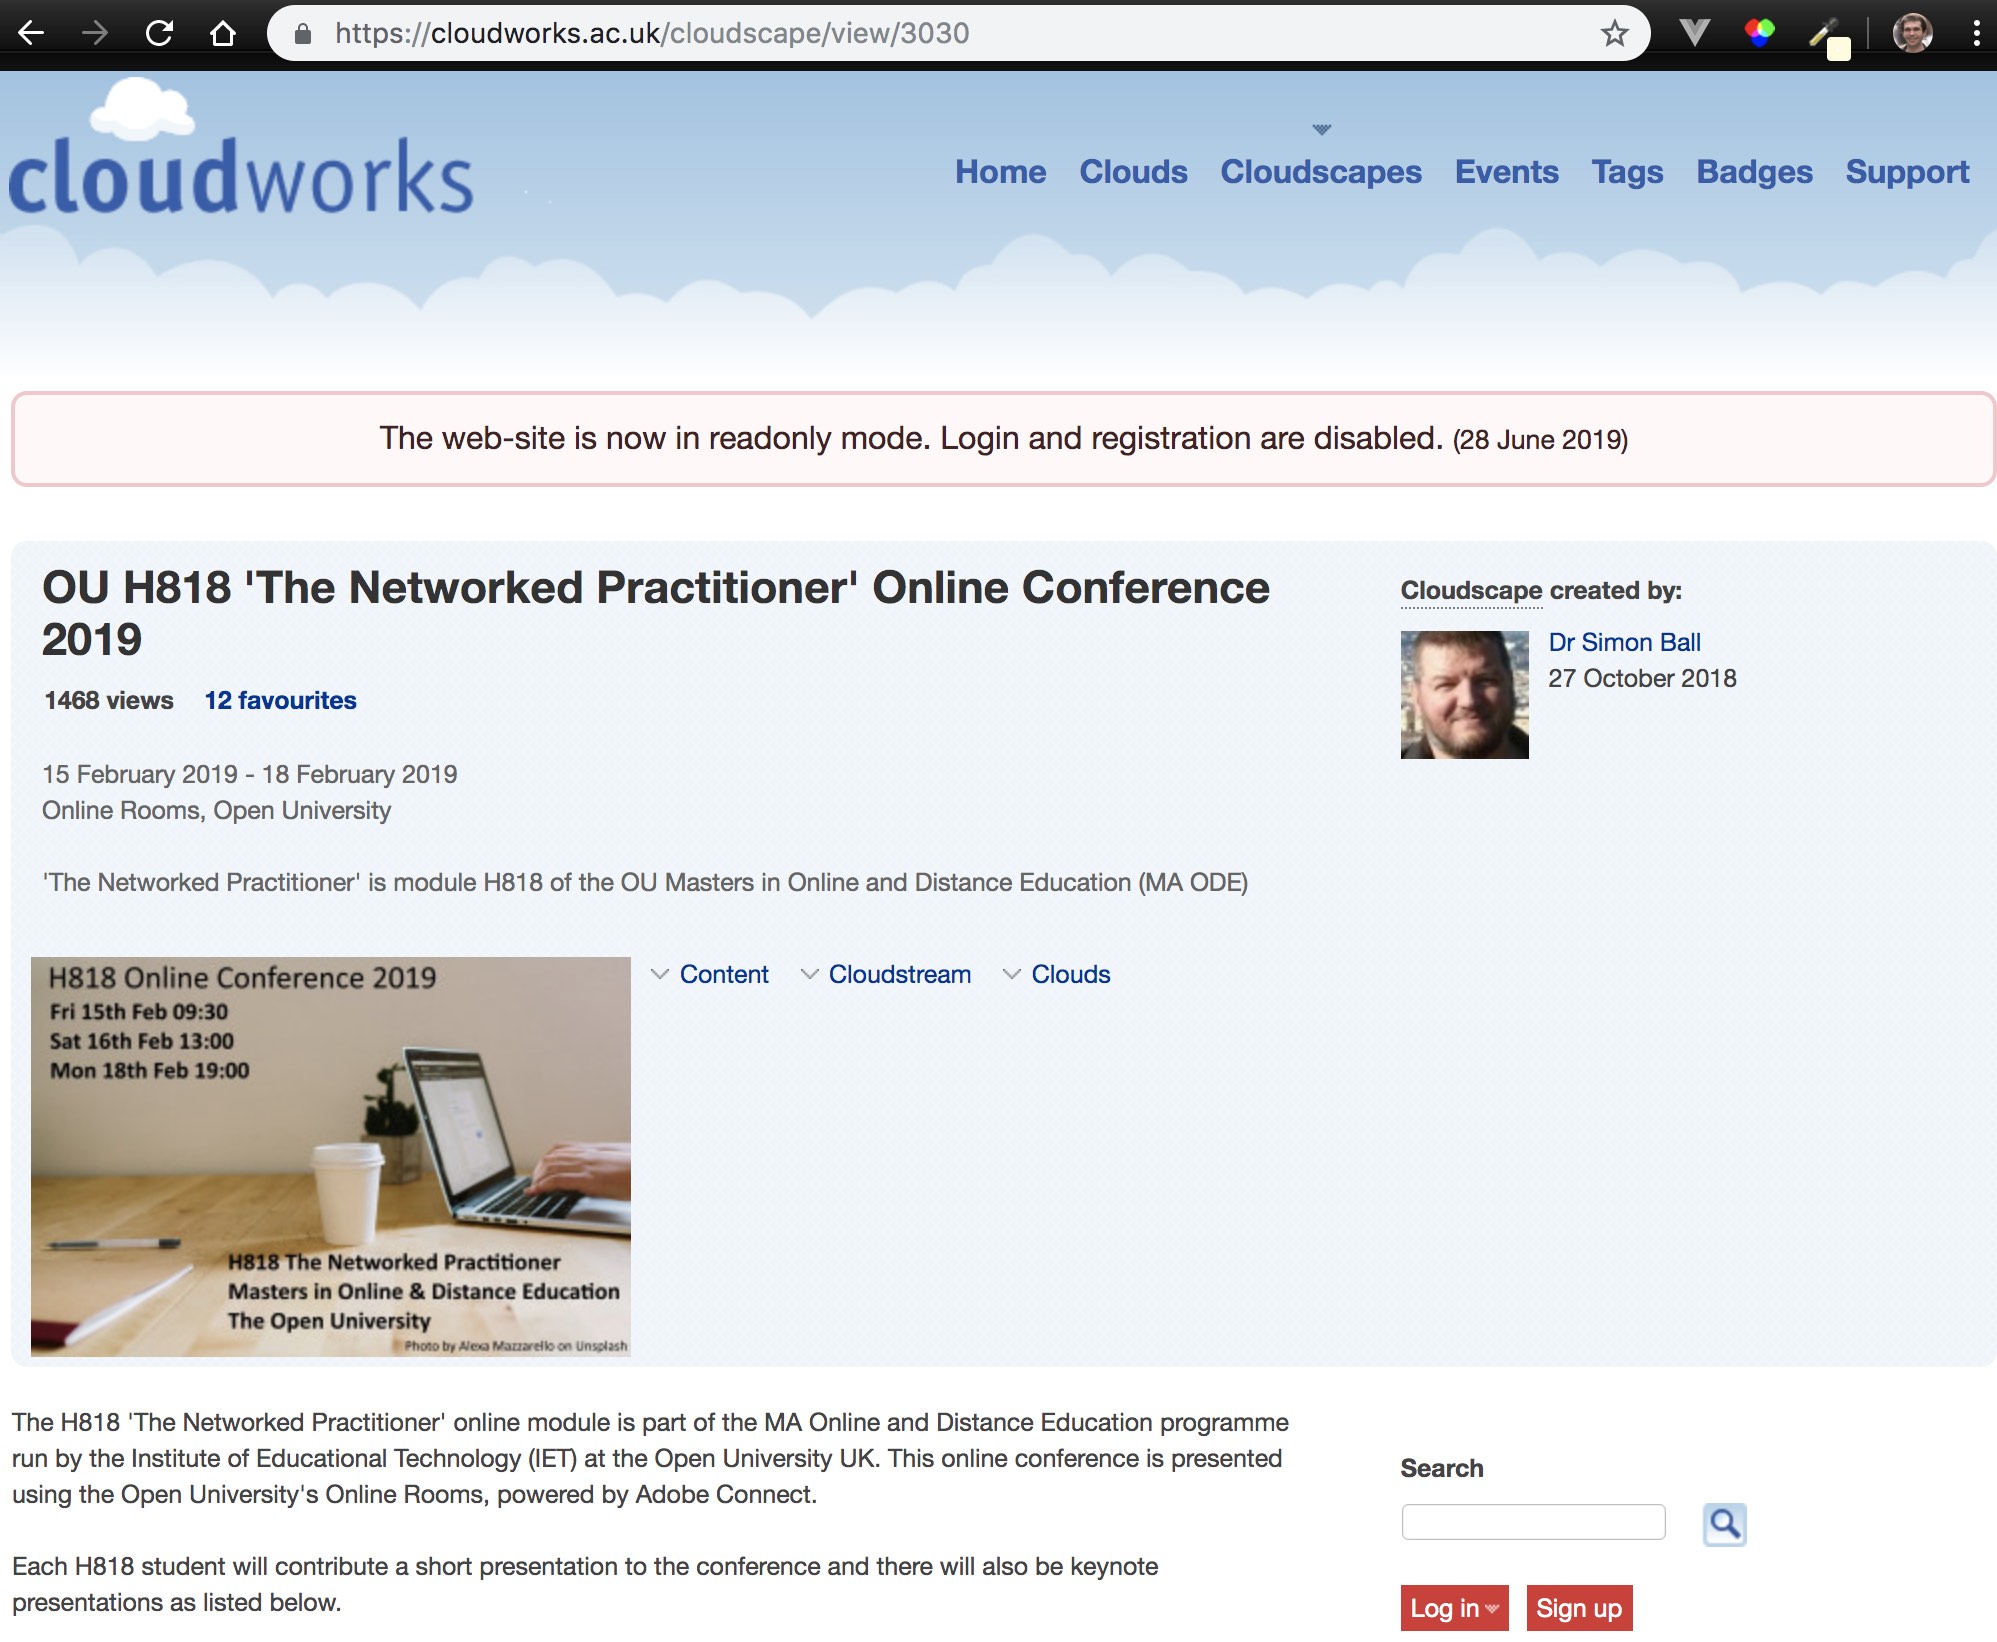 https://cloudworks.ac.uk/cloudscape/view/3030
cloudworks
Home Clouds Cloudscapes Events Tags Badges Support
The web-site is now in readonly mode. Login and registration are disabled. (28 June 2019)
OU H818 'The Networked Practitioner' Online Conference
2019
1468 views 12 favourites
15 February 2019 - 18 February 2019
Online Rooms, Open University
'The Networked Practitioner' is module H818 of the OU Masters in Online and Distance Education (MA ODE)
Cloudscape created by:
Dr Simon Ball
27 October 2018
H818 Online Conference 2019
Fri 15th Feb 09:30
Sat 16th Feb 13:00
Mon 18th Feb 19:00
H818 The Networked Practitioner
Masters in Online & Distance Education
The Open University
Photo by Alexa Mazzarello on Unsplash
Content Cloudstream Clouds
The H818 'The Networked Practitioner' online module is part of the MA Online and Distance Education programme
run by the Institute of Educational Technology (IET) at the Open University UK. This online conference is presented
using the Open University's Online Rooms, powered by Adobe Connect.
Each H818 student will contribute a short presentation to the conference and there will also be keynote
presentations as listed below.
Search
Log in Sign up